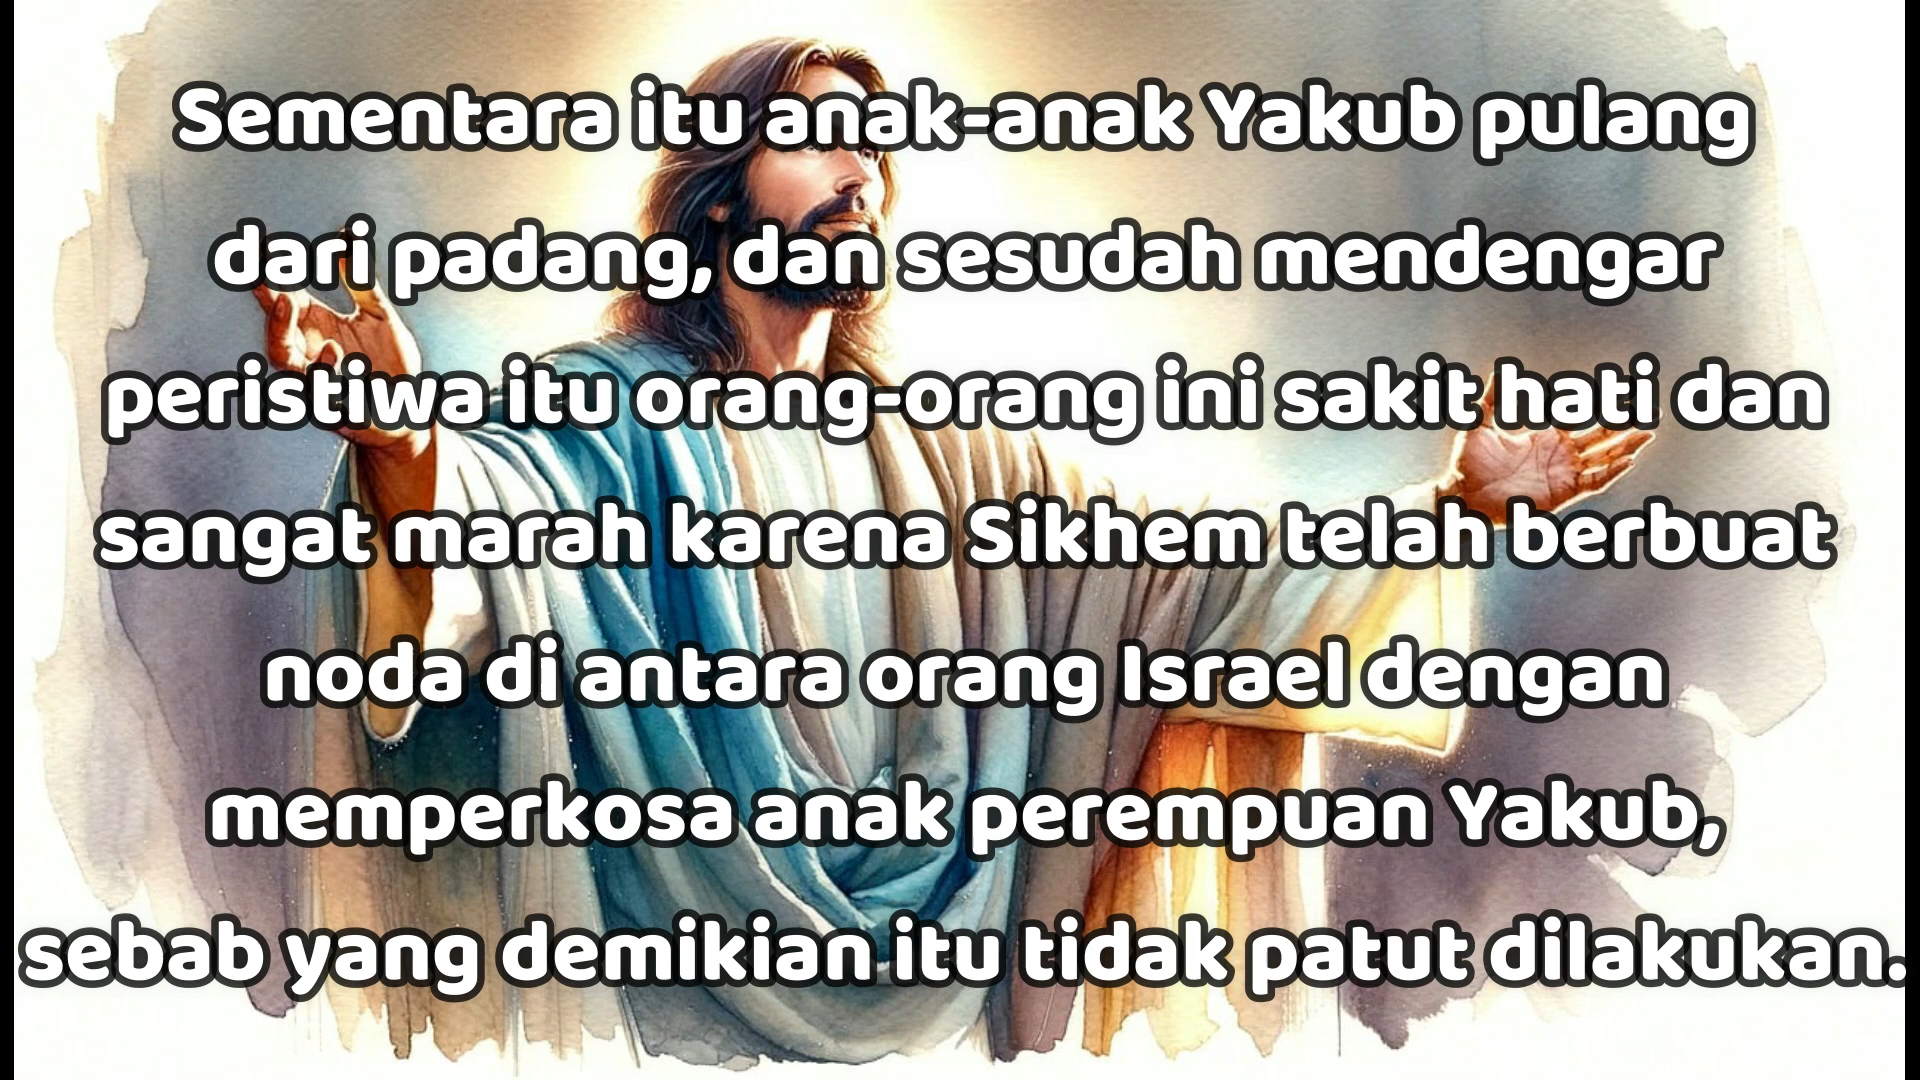 Sementara itu anak-anak Yakub pulang
dari padang, dan sesudah mendengar
peristiwa itu orang-orang ini sakit hati dan
sangat marah karena Sikhem telah berbuat
noda di antara orang Israel dengan
memperkosa anak perempuan Yakub,
sebab yang demikian itu tidak patut dilakukan.